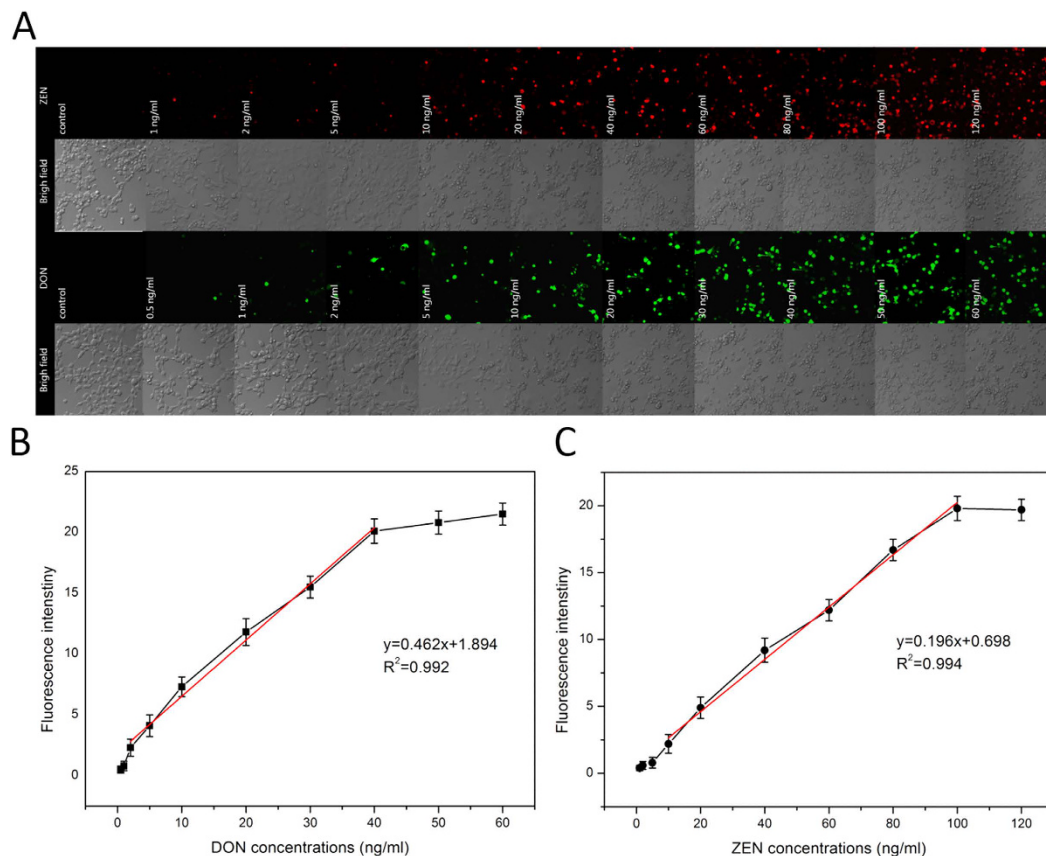 A
ZEN
control
1 ng/ml
2 ng/ml
5 ng/ml
10 ng/ml
20 ng/ml
40 ng/ml
60 ng/ml
80 ng/ml
100 ng/ml
120 ng/ml
Brigh field
DON
control
0.5 ng/ml
1 ng/ml
2 ng/ml
5 ng/ml
10 ng/ml
20 ng/ml
30 ng/ml
40 ng/ml
50 ng/ml
60 ng/ml
Brigh field
B
Fluorescence intenstiny
25
20
15
10
5
0
y=0.462x+1.894
R²=0.992
0 10 20 30 40 50 60
DON concentrations (ng/ml)
C
Fluorescence intenstiny
20
15
10
5
0
y=0.196x+0.698
R²=0.994
0 20 40 60 80 100 120
ZEN concentrations (ng/ml)